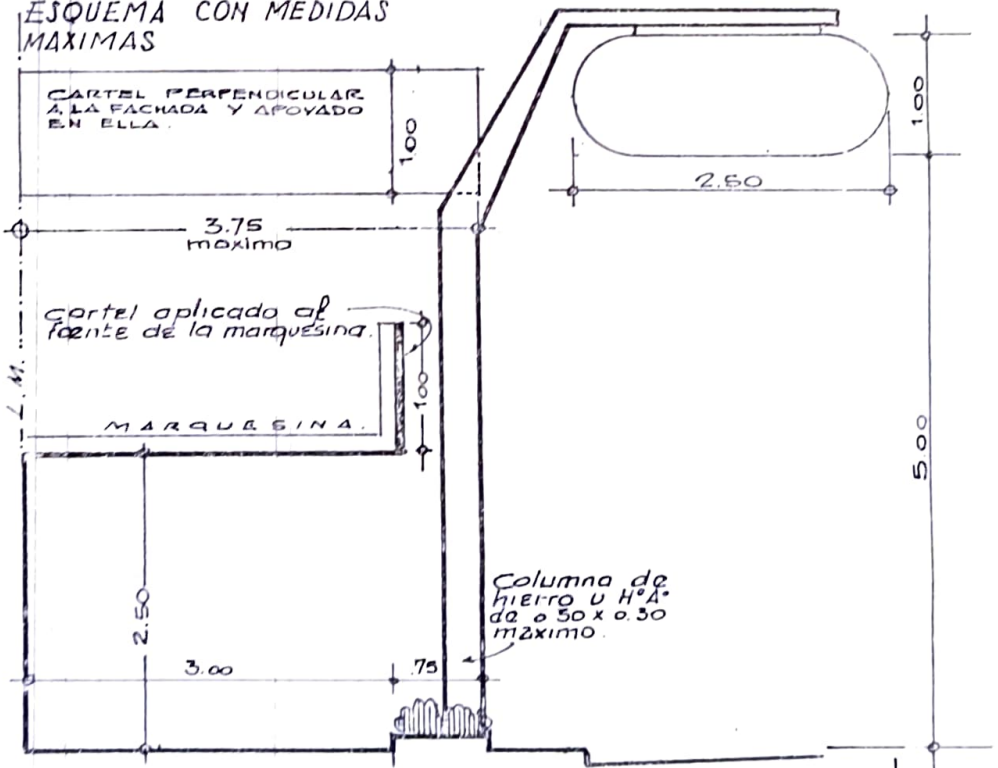 ESQUEMA CON MEDIDAS
MAXIMAS
CARTEL PERPENDICULAR
A LA FACHADA Y APOYADO
EN ELLA.
1.00
1.00
2.50
3.75
maximo
cartel aplicado al
frente de la marquesina.
1.00
L.M.
MARQUESINA.
5.00
Columna de
hierro u HºAº
de 0 50 x 0.30
maximo.
2.50
3.00
.75